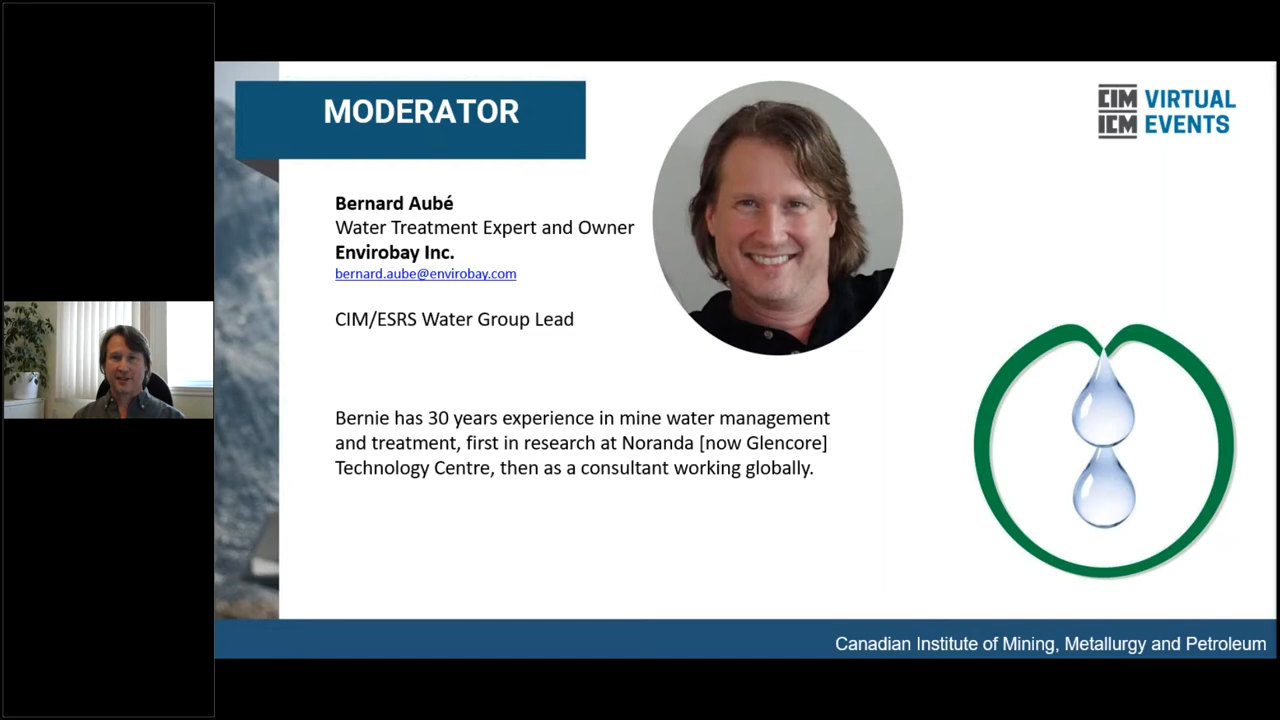 MODERATOR
CIM VIRTUAL
ICM EVENTS
Bernard Aubé
Water Treatment Expert and Owner
Envirobay Inc.
bernard.aube@envirobay.com
CIM/ESRS Water Group Lead
Bernie has 30 years experience in mine water management
and treatment, first in research at Noranda [now Glencore]
Technology Centre, then as a consultant working globally.
Canadian Institute of Mining, Metallurgy and Petroleum